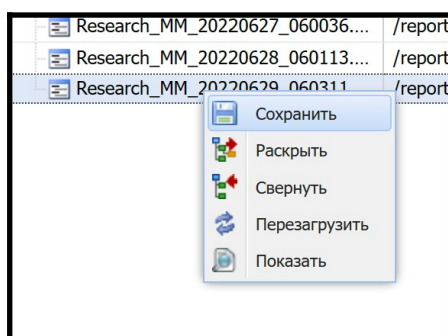 Research_MM_20220627_060036.... /report
Research_MM_20220628_060113.... /report
Research_MM_20220629_060311 /report
Сохранить
Раскрыть
Свернуть
Перезагрузить
Показать